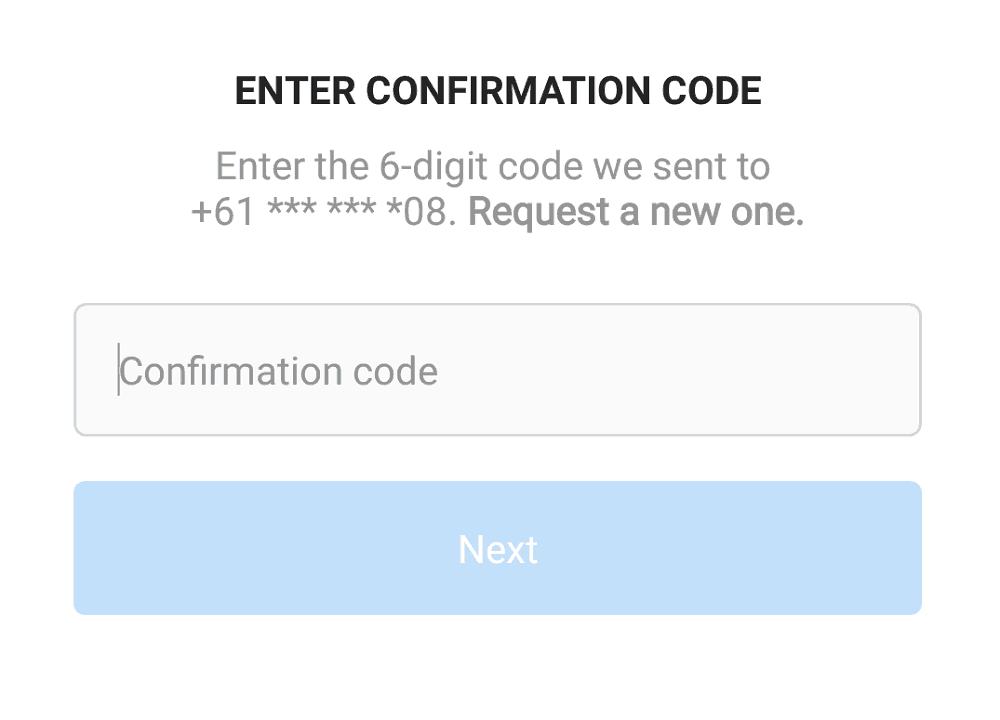 ENTER CONFIRMATION CODE
Enter the 6-digit code we sent to
+61 *** *** *08. Request a new one.
Confirmation code
Next